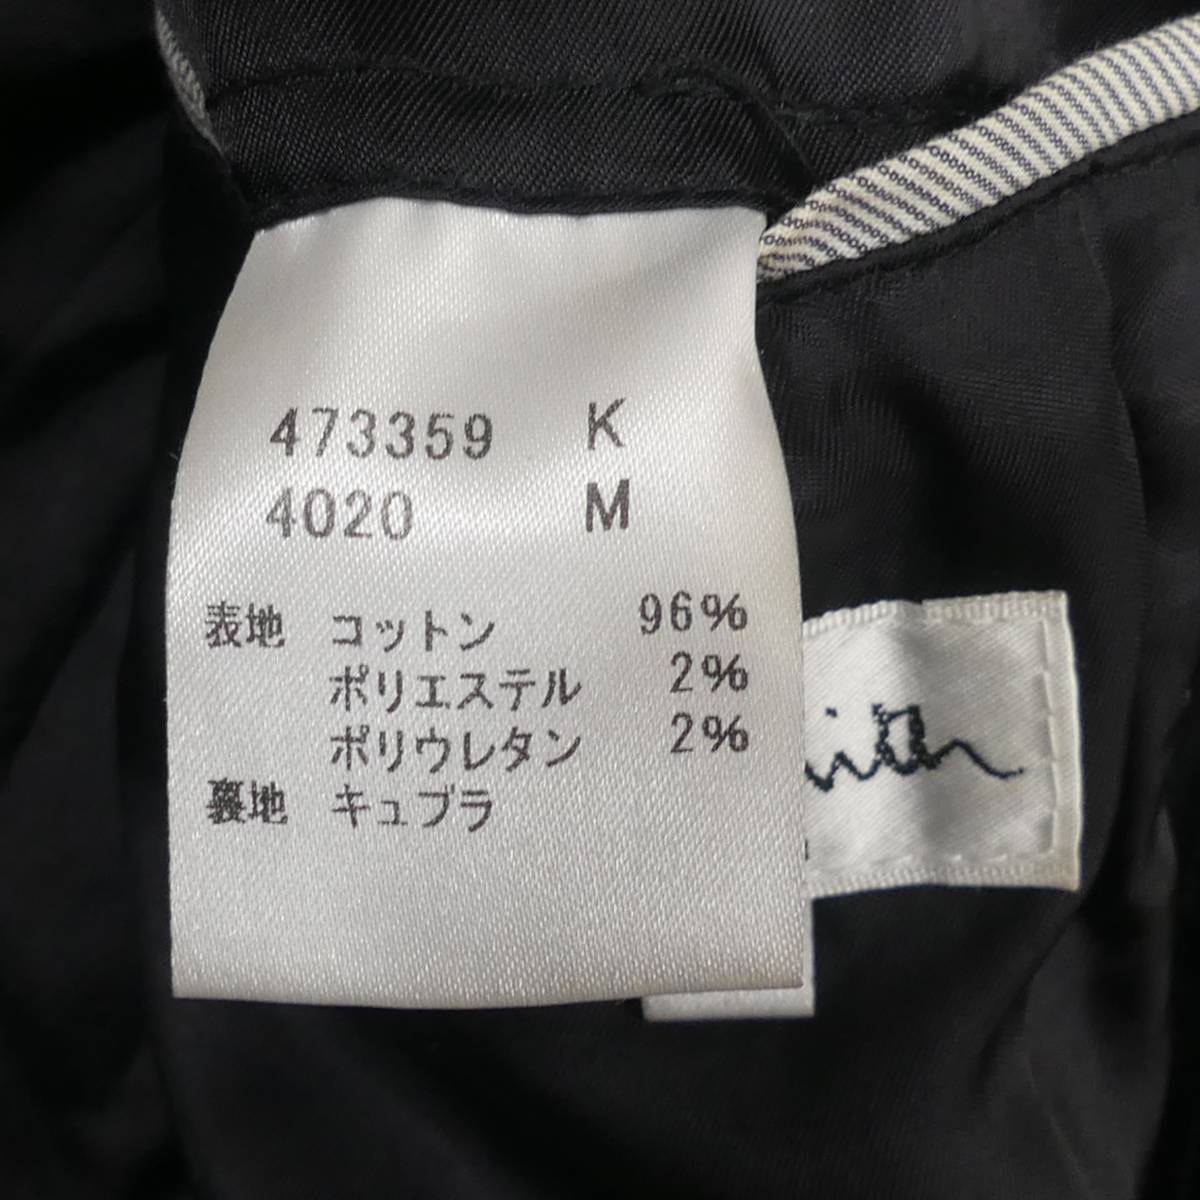 473359 K
4020 M
表地 コットン 96%
ポリエステル 2%
ポリウレタン 2%
裏地 キュプラ